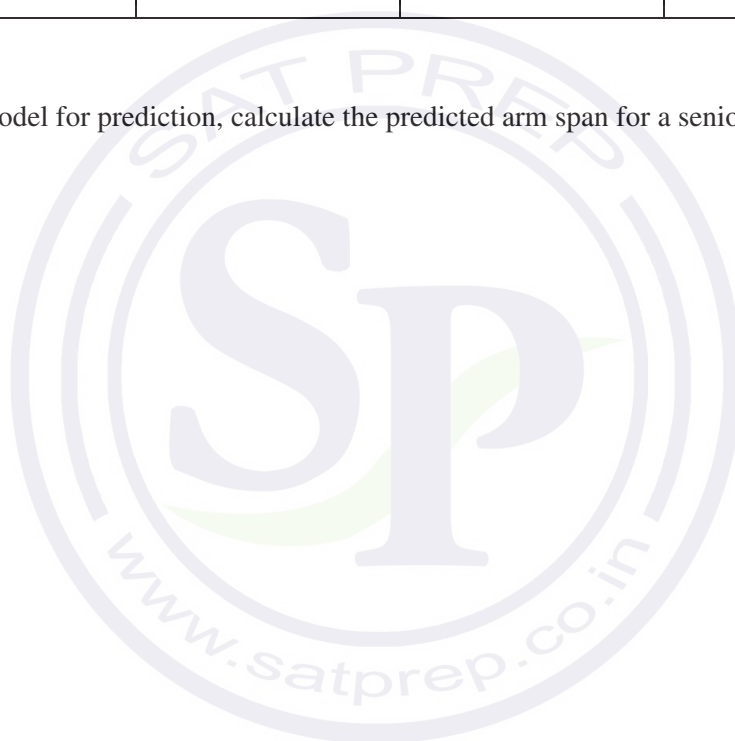 odel for prediction, calculate the predicted arm span for a senio
SAT PREP
SP
www.satprep.co.in